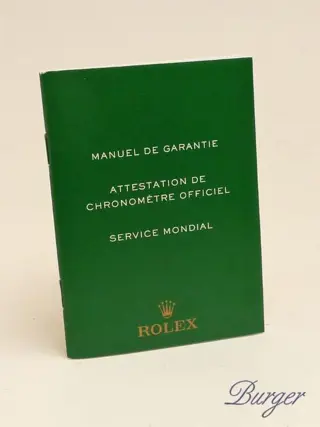 MANUEL DE GARANTIE
ATTESTATION DE
CHRONOMÈTRE OFFICIEL
SERVICE MONDIAL
ROLEX
Burger